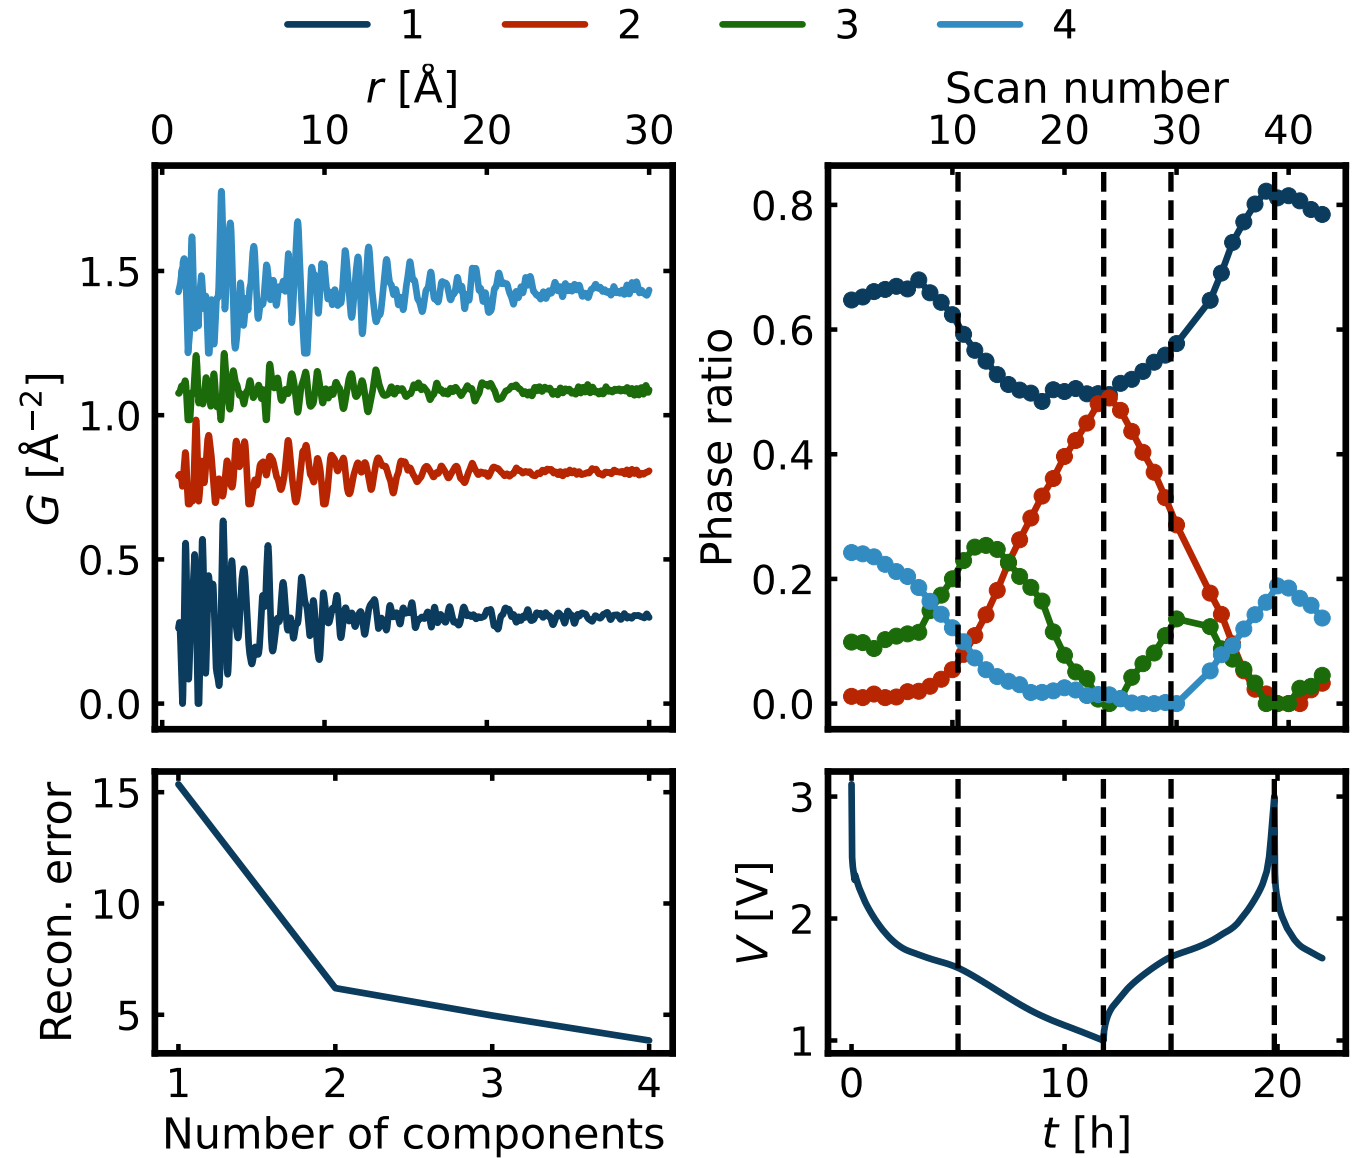 1 2 3 4
r [Å]
0 10 20 30
G [Å⁻²]
1.5
1.0
0.5
0.0
Scan number
10 20 30 40
Phase ratio
0.8
0.6
0.4
0.2
0.0
Recon. error
15
10
5
1 2 3 4
Number of components
V [V]
3
2
1
0 10 20
t [h]